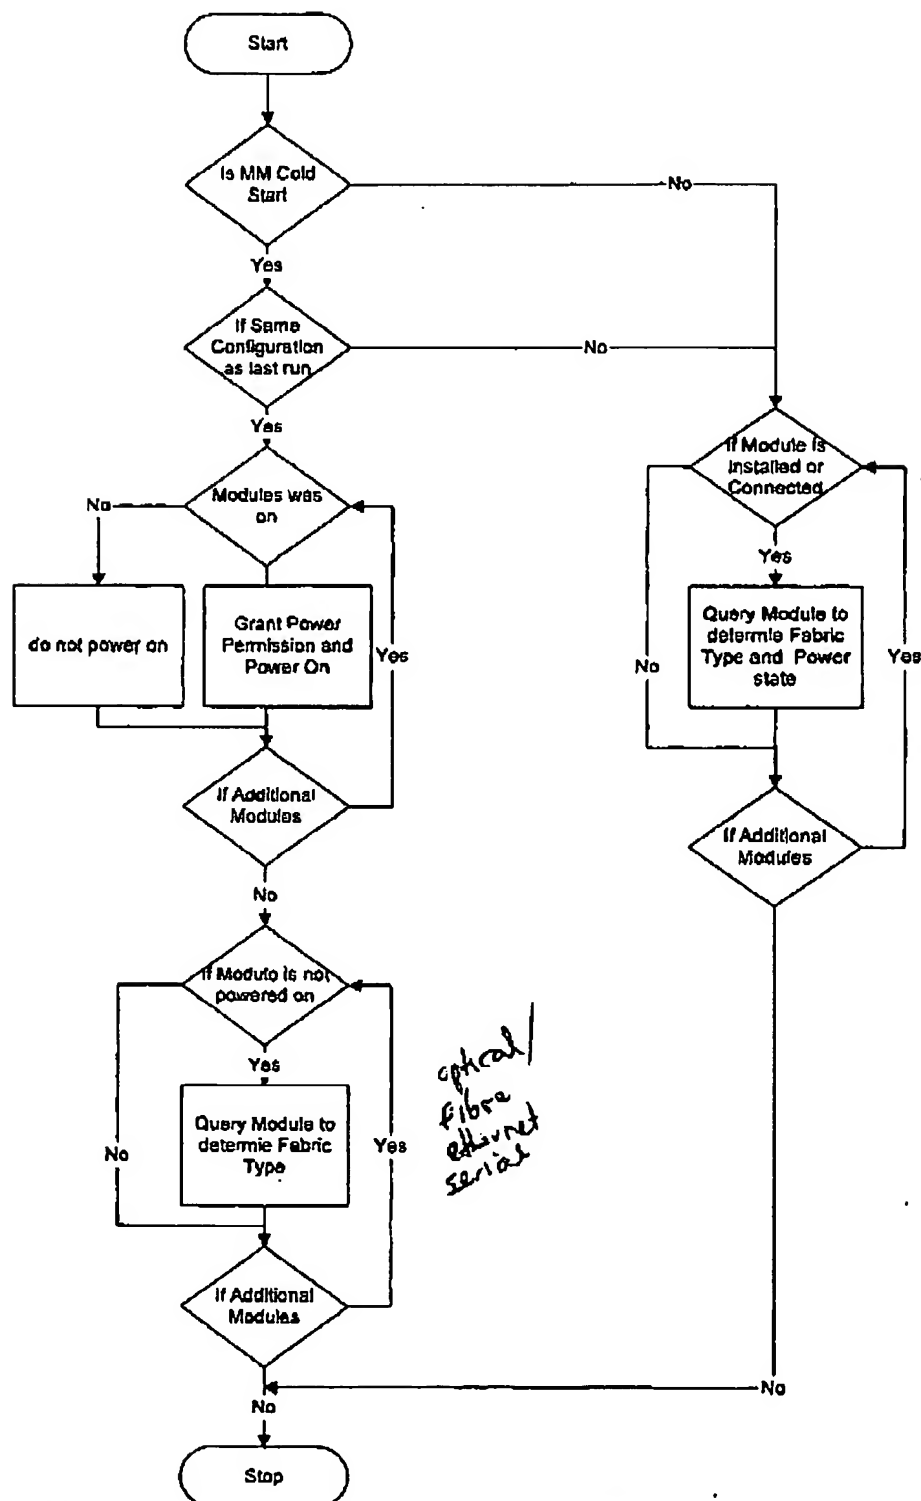 Start
Is MM Cold
Start
No
Yes
If Same
Configuration
as last run
No
Yes
If Module is
Installed or
Connected
Modules was
on
No
Yes
do not power on
Grant Power
Permission and
Power On
Yes
Query Module to
determie Fabric
Type and Power
state
No
Yes
If Additional
Modules
If Additional
Modules
No
If Module is not
powered on
optical/
Fibre
ethernet
serial
Yes
Query Module to
determie Fabric
Type
No
Yes
If Additional
Modules
No
No
Stop